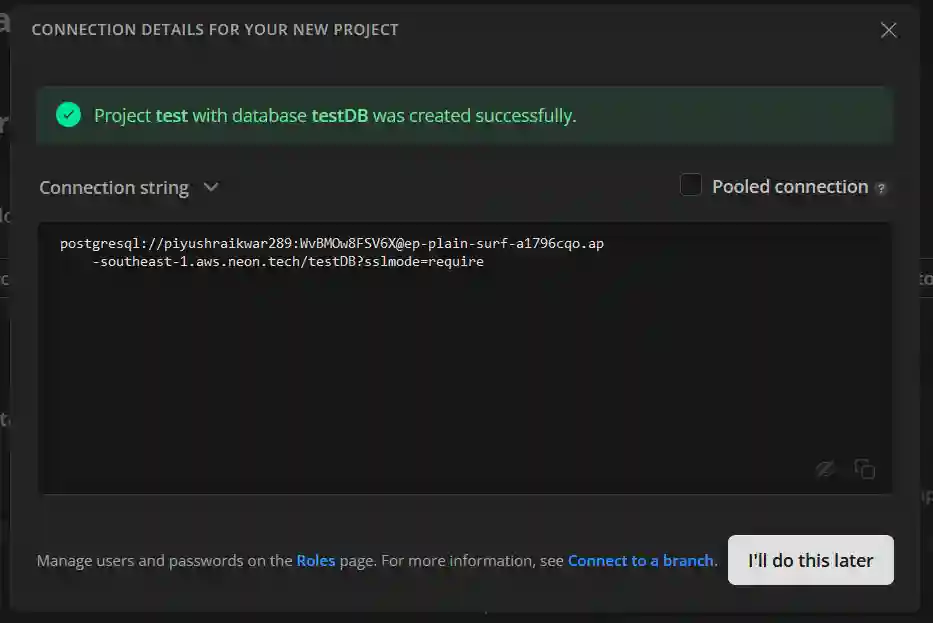 CONNECTION DETAILS FOR YOUR NEW PROJECT
Project test with database testDB was created successfully.
Connection string
Pooled connection ?
postgresql://piyushraikwar289:WvBMOw8FSV6X@ep-plain-surf-a1796cqo.ap
-southeast-1.aws.neon.tech/testDB?sslmode=require
Manage users and passwords on the Roles page. For more information, see Connect to a branch.
I'll do this later